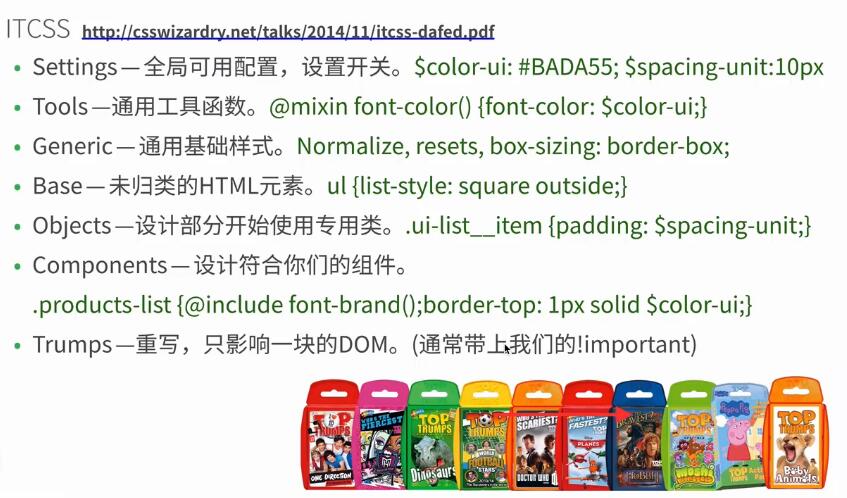 ITCSS http://csswizardry.net/talks/2014/11/itcss-dafed.pdf
• Settings — 全局可用配置，设置开关。$color-ui: #BADA55; $spacing-unit:10px
• Tools —通用工具函数。@mixin font-color() {font-color: $color-ui;}
• Generic — 通用基础样式。Normalize, resets, box-sizing: border-box;
• Base — 未归类的HTML元素。ul {list-style: square outside;}
• Objects —设计部分开始使用专用类。.ui-list__item {padding: $spacing-unit;}
• Components — 设计符合你们的组件。
.products-list {@include font-brand();border-top: 1px solid $color-ui;}
• Trumps —重写，只影响一块的DOM。(通常带上我们的!important)
TOP TRUMPS ONE DIRECTION
WHO'S THE FIERCEST?
TOP TRUMPS Dinosaurs
TOP TRUMPS WORLD FOOTBALL STARS
WHO'S THE SCARIEST? DOCTOR WHO
WHO'S THE FASTEST? PLANES
TOP TRUMPS MOSHI
Peppa Pig TOP TRUMPS
TOP TRUMPS Baby Animals